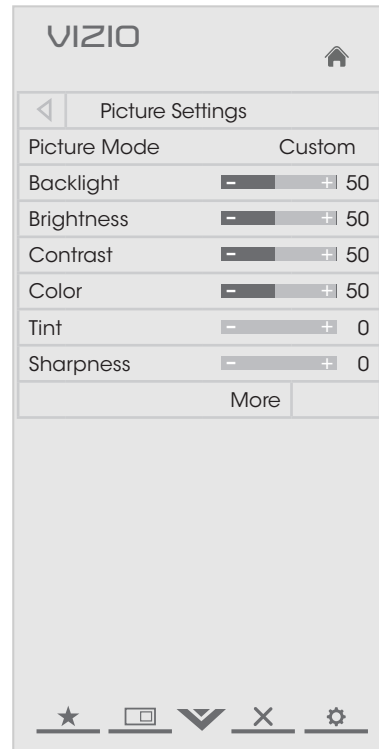 VIZIO
Picture Settings
Picture Mode Custom
Backlight - + 50
Brightness - + 50
Contrast - + 50
Color - + 50
Tint - + 0
Sharpness - + 0
More